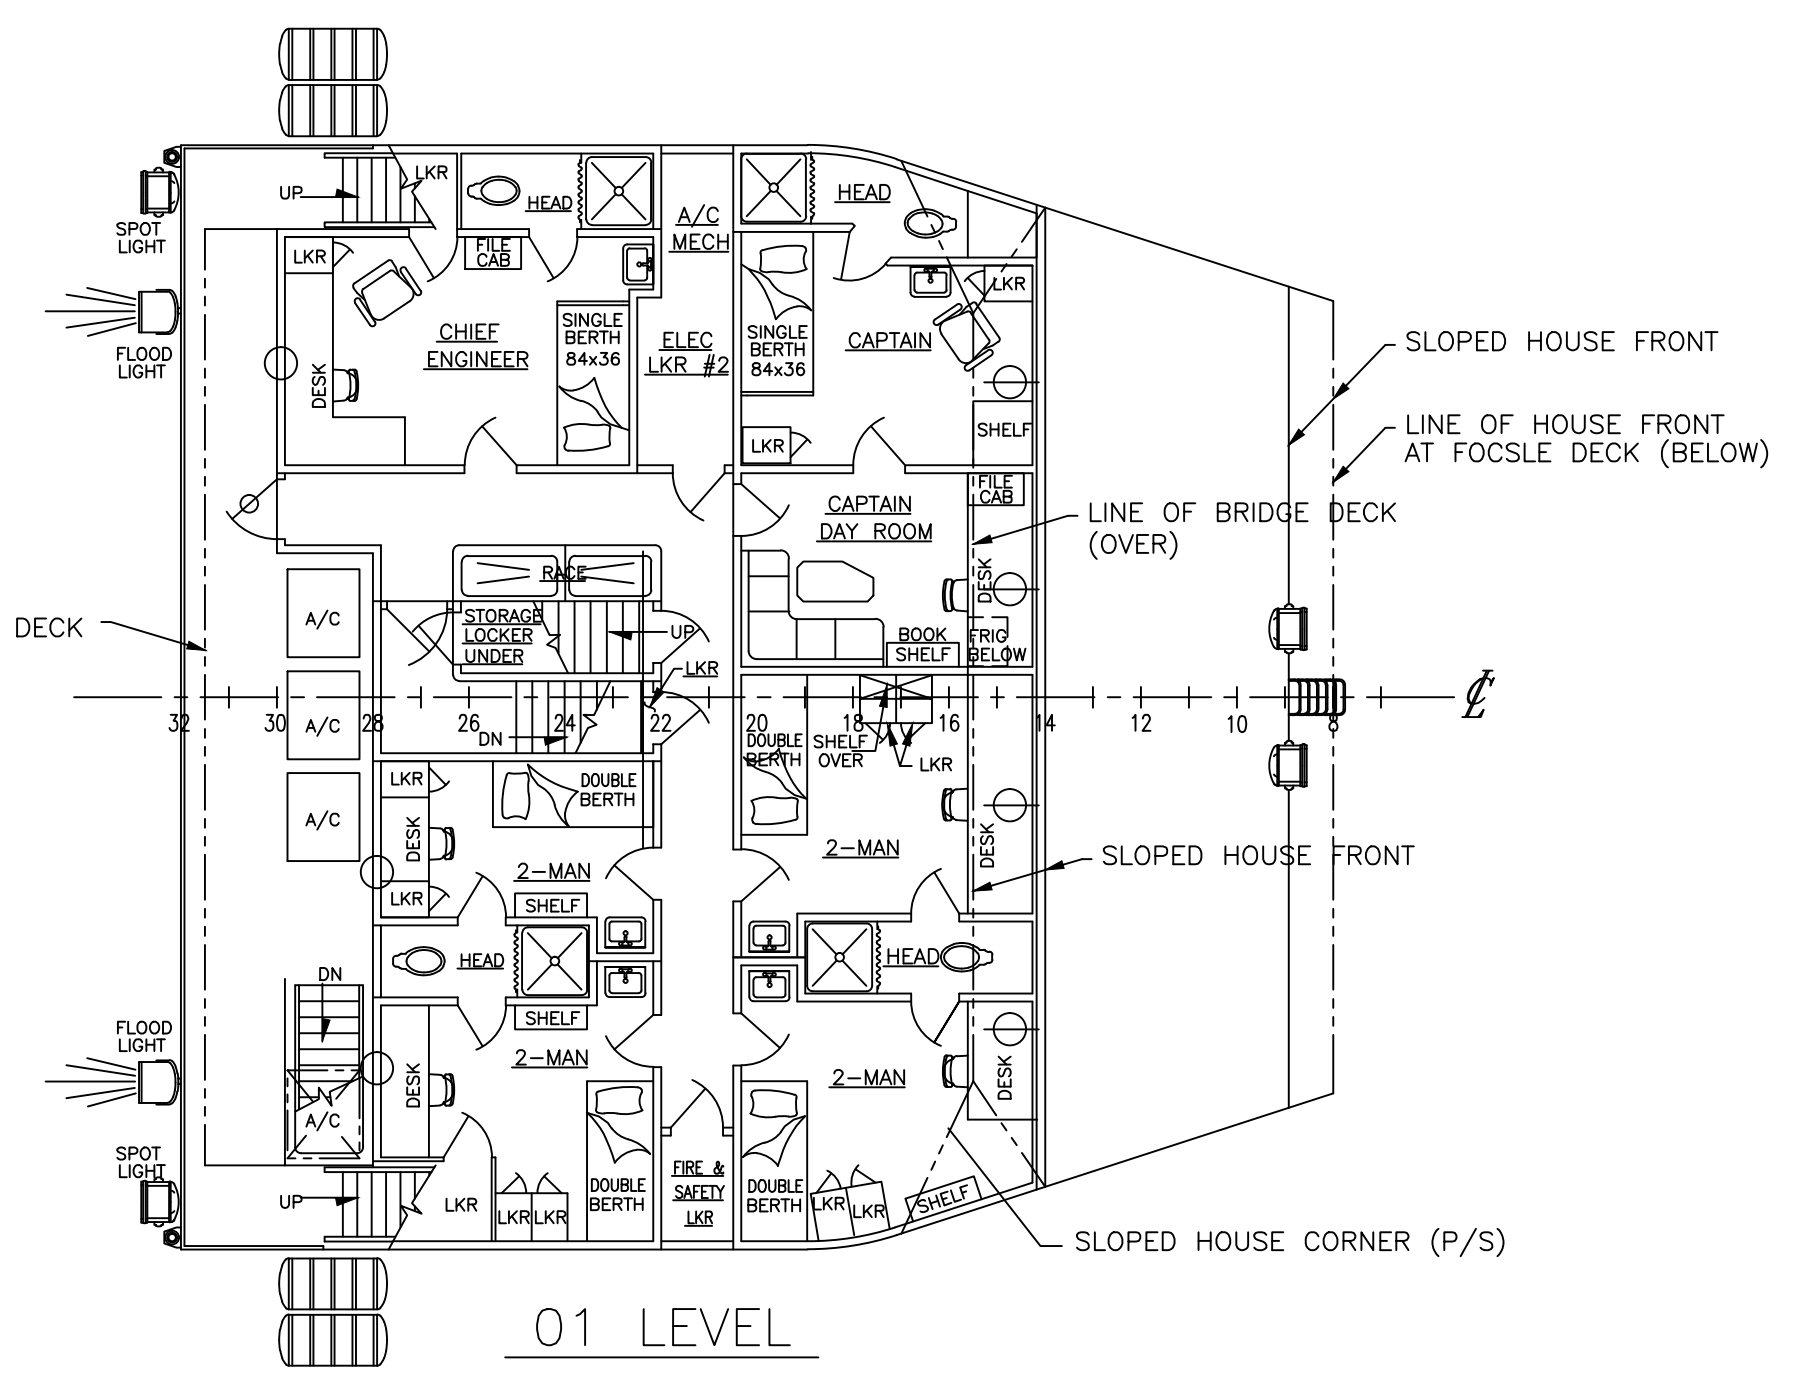 LKR
UP
HEAD
HEAD
SPOT
LIGHT
A/C
MECH
FILE
CAB
LKR
LKR
SINGLE
BERTH
84x36
CHIEF
ENGINEER
ELEC
LKR #2
SINGLE
BERTH
84x36
CAPTAIN
SLOPED HOUSE FRONT
FLOOD
LIGHT
DESK
LKR
SHELF
LINE OF HOUSE FRONT
AT FOCSLE DECK (BELOW)
CAPTAIN
DAY ROOM
FILE
CAB
LINE OF BRIDGE DECK
(OVER)
RACE
DESK
A/C
DECK
STORAGE
LOCKER
UNDER
UP
LKR
BOOK
SHELF
FRIG
BELOW
32
30
A/C
28
26
24
22
20
18
16
14
12
10
℄
DN
DOUBLE
BERTH
SHELF
OVER
LKR
LKR
DOUBLE
BERTH
A/C
DESK
2-MAN
2-MAN
DESK
SLOPED HOUSE FRONT
LKR
SHELF
HEAD
HEAD
DN
FLOOD
LIGHT
SHELF
2-MAN
DESK
2-MAN
DESK
A/C
SPOT
LIGHT
FIRE &
SAFETY
LKR
UP
LKR
LKR
LKR
DOUBLE
BERTH
DOUBLE
BERTH
LKR
LKR
SHELF
SLOPED HOUSE CORNER (P/S)
01 LEVEL